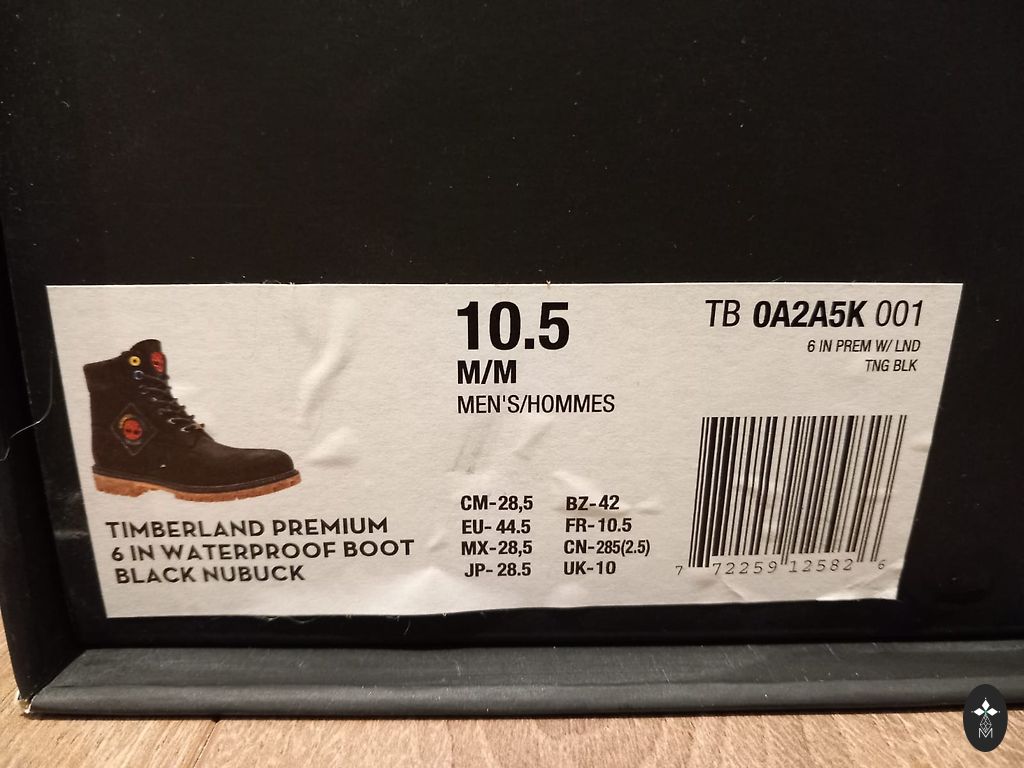 10.5
M/M
MEN'S/HOMMES
TB 0A2A5K 001
6 IN PREM W/ LND
TNG BLK
TIMBERLAND PREMIUM
6 IN WATERPROOF BOOT
BLACK NUBUCK
CM-28,5 BZ-42
EU-44.5 FR-10.5
MX-28,5 CN-285(2.5)
JP-28.5 UK-10
7 72259 12582 6
M